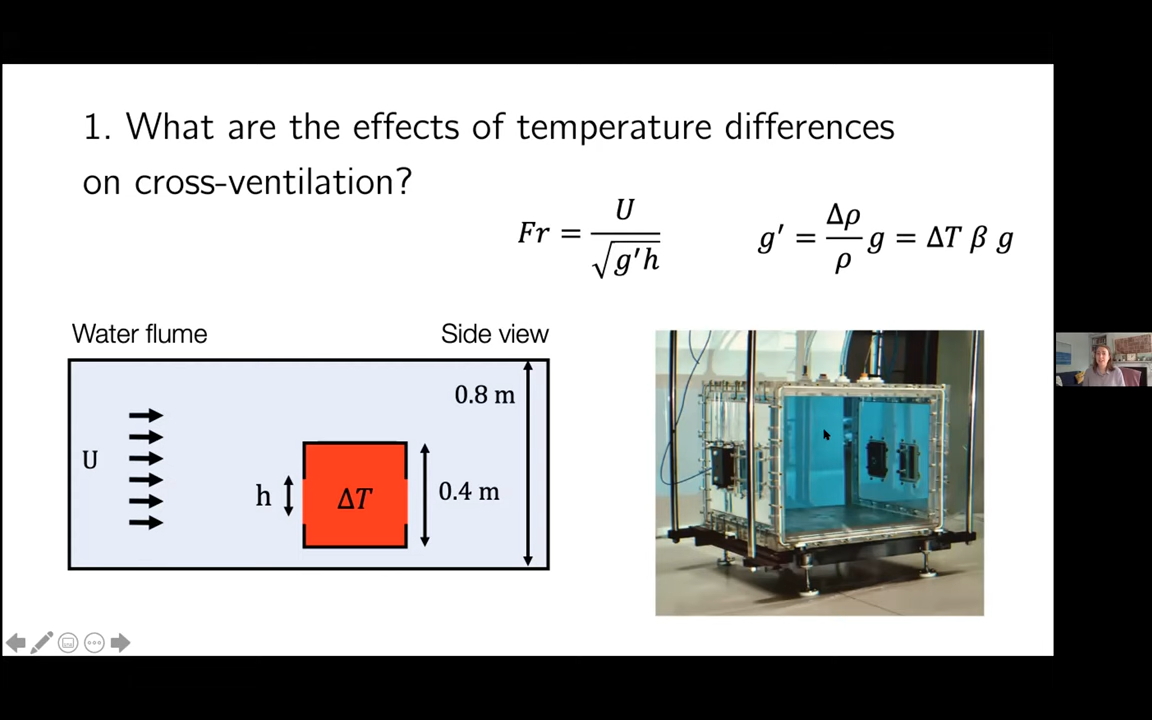 1. What are the effects of temperature differences
on cross-ventilation?
Fr = U / √g′h
g′ = Δρ / ρ g = ΔT β g
Water flume
Side view
0.8 m
U
h
ΔT
0.4 m